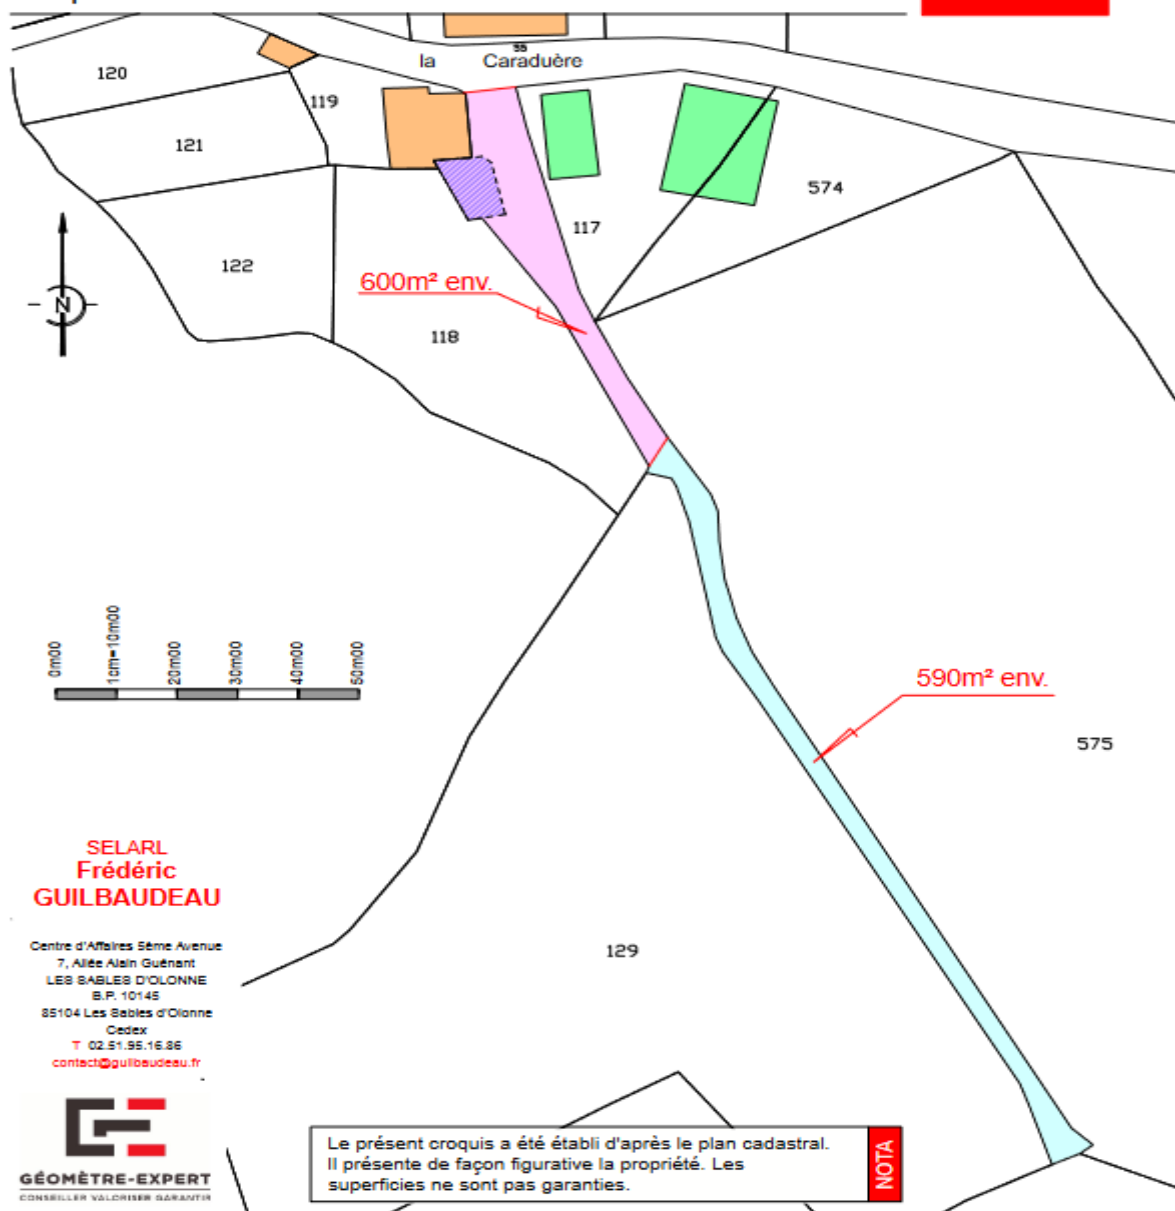 55
la Caraduère
120
119
121
574
117
122
600m² env.
N
118
0m00
1cm=10m00
20m00
30m00
40m00
50m00
590m² env.
575
SELARL
Frédéric
GUILBAUDEAU
129
Centre d'Affaires 5ème Avenue
7, Allée Alain Guénant
LES SABLES D'OLONNE
B.P. 10145
85104 Les Sables d'Olonne
Cedex
T 02.51.95.16.86
contact@guilbaudeau.fr
GÉOMÈTRE-EXPERT
CONSEILLER VALORISER GARANTIR
Le présent croquis a été établi d'après le plan cadastral.
Il présente de façon figurative la propriété. Les
superficies ne sont pas garanties.
NOTA